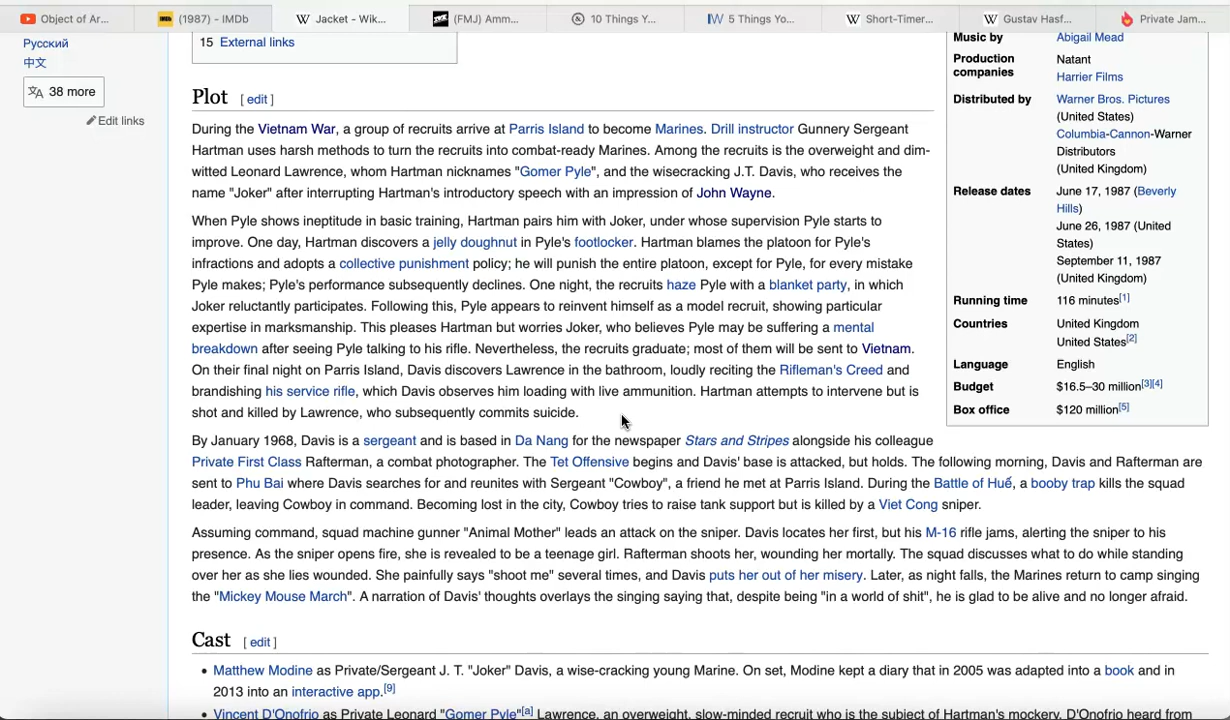 Object of Ar...
IMDb (1987) - IMDb
W Jacket - Wik...
(FMJ) Amm...
10 Things Y...
W 5 Things Yo...
W Short-Timer...
W Gustav Hasf...
Private Jam...
Русский
中文
38 more
Edit links
15 External links
Plot [ edit ]
During the Vietnam War, a group of recruits arrive at Parris Island to become Marines. Drill instructor Gunnery Sergeant
Hartman uses harsh methods to turn the recruits into combat-ready Marines. Among the recruits is the overweight and dim-
witted Leonard Lawrence, whom Hartman nicknames "Gomer Pyle", and the wisecracking J.T. Davis, who receives the
name "Joker" after interrupting Hartman's introductory speech with an impression of John Wayne.
When Pyle shows ineptitude in basic training, Hartman pairs him with Joker, under whose supervision Pyle starts to
improve. One day, Hartman discovers a jelly doughnut in Pyle's footlocker. Hartman blames the platoon for Pyle's
infractions and adopts a collective punishment policy; he will punish the entire platoon, except for Pyle, for every mistake
Pyle makes; Pyle's performance subsequently declines. One night, the recruits haze Pyle with a blanket party, in which
Joker reluctantly participates. Following this, Pyle appears to reinvent himself as a model recruit, showing particular
expertise in marksmanship. This pleases Hartman but worries Joker, who believes Pyle may be suffering a mental
breakdown after seeing Pyle talking to his rifle. Nevertheless, the recruits graduate; most of them will be sent to Vietnam.
On their final night on Parris Island, Davis discovers Lawrence in the bathroom, loudly reciting the Rifleman's Creed and
brandishing his service rifle, which Davis observes him loading with live ammunition. Hartman attempts to intervene but is
shot and killed by Lawrence, who subsequently commits suicide.
By January 1968, Davis is a sergeant and is based in Da Nang for the newspaper Stars and Stripes alongside his colleague
Private First Class Rafterman, a combat photographer. The Tet Offensive begins and Davis' base is attacked, but holds. The following morning, Davis and Rafterman are
sent to Phu Bai where Davis searches for and reunites with Sergeant "Cowboy", a friend he met at Parris Island. During the Battle of Huế, a booby trap kills the squad
leader, leaving Cowboy in command. Becoming lost in the city, Cowboy tries to raise tank support but is killed by a Viet Cong sniper.
Assuming command, squad machine gunner "Animal Mother" leads an attack on the sniper. Davis locates her first, but his M-16 rifle jams, alerting the sniper to his
presence. As the sniper opens fire, she is revealed to be a teenage girl. Rafterman shoots her, wounding her mortally. The squad discusses what to do while standing
over her as she lies wounded. She painfully says "shoot me" several times, and Davis puts her out of her misery. Later, as night falls, the Marines return to camp singing
the "Mickey Mouse March". A narration of Davis' thoughts overlays the singing saying that, despite being "in a world of shit", he is glad to be alive and no longer afraid.
Cast [ edit ]
• Matthew Modine as Private/Sergeant J. T. "Joker" Davis, a wise-cracking young Marine. On set, Modine kept a diary that in 2005 was adapted into a book and in
2013 into an interactive app.[9]
• Vincent D'Onofrio as Private Leonard "Gomer Pyle"[a] Lawrence, an overweight, slow-minded recruit who is the subject of Hartman's mockery. D'Onofrio heard from
Music by Abigail Mead
Production Natant
companies Harrier Films
Distributed by Warner Bros. Pictures
(United States)
Columbia-Cannon-Warner
Distributors
(United Kingdom)
Release dates June 17, 1987 (Beverly
Hills)
June 26, 1987 (United
States)
September 11, 1987
(United Kingdom)
Running time 116 minutes[1]
Countries United Kingdom
United States[2]
Language English
Budget $16.5–30 million[3][4]
Box office $120 million[5]